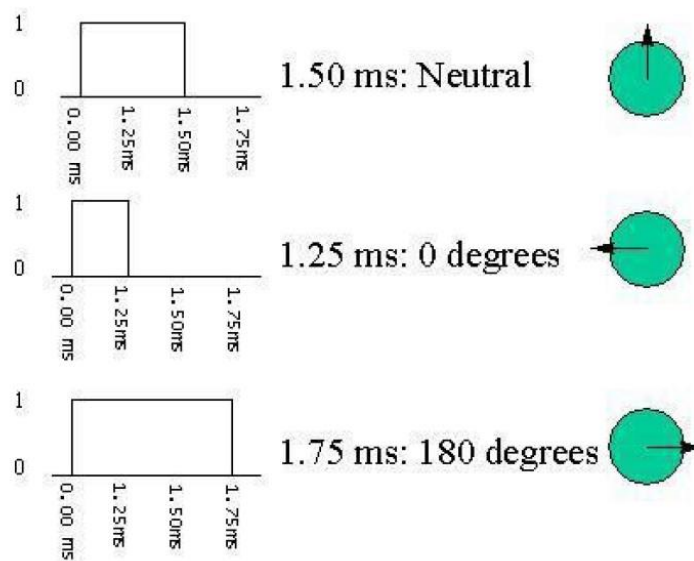 1
0
0.00 ms
1.25ms
1.50ms
1.75ms
1.50 ms: Neutral
1
0
0.00 ms
1.25ms
1.50ms
1.75ms
1.25 ms: 0 degrees
1
0
0.00 ms
1.25ms
1.50ms
1.75ms
1.75 ms: 180 degrees